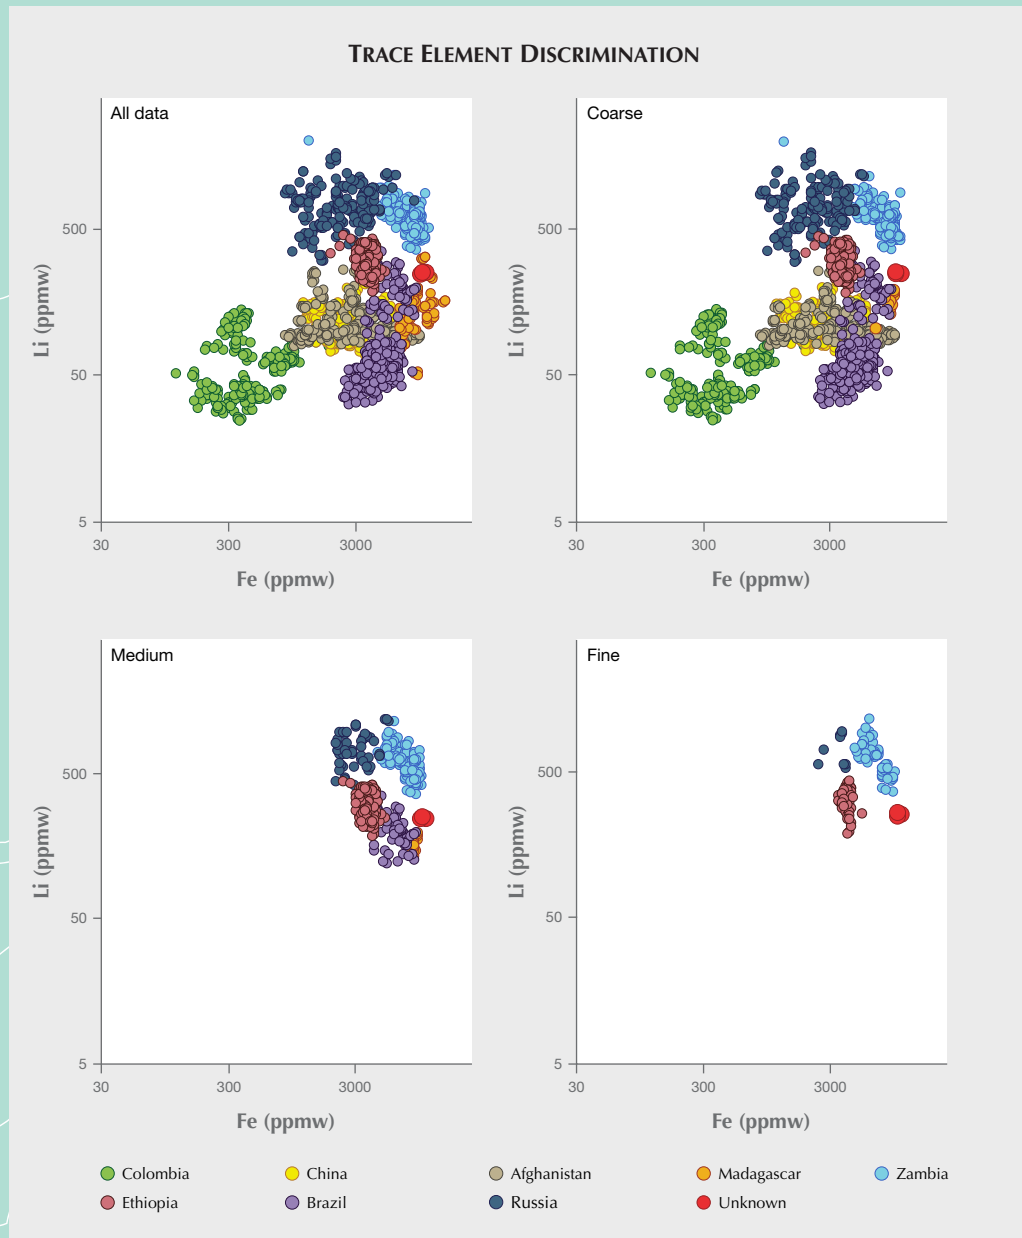 TRACE ELEMENT DISCRIMINATION
All data
500
50
5
30 300 3000
Li (ppmw)
Fe (ppmw)
Coarse
500
50
5
30 300 3000
Li (ppmw)
Fe (ppmw)
Medium
500
50
5
30 300 3000
Li (ppmw)
Fe (ppmw)
Fine
500
50
5
30 300 3000
Li (ppmw)
Fe (ppmw)
Colombia China Afghanistan Madagascar Zambia
Ethiopia Brazil Russia Unknown